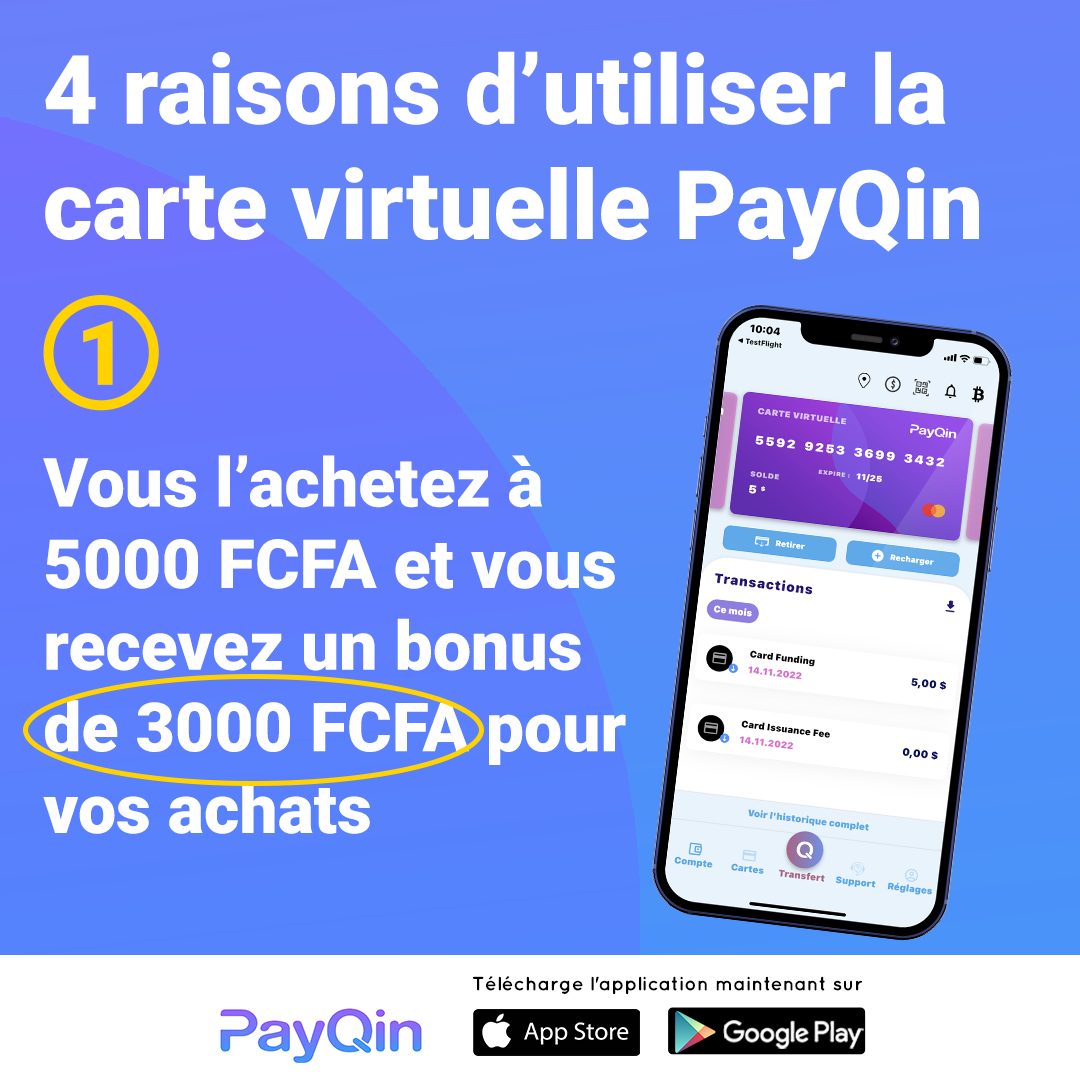 4 raisons d’utiliser la
carte virtuelle PayQin
1
Vous l’achetez à
5000 FCFA et vous
recevez un bonus
de 3000 FCFA pour
vos achats
10:04
◀ TestFlight
CARTE VIRTUELLE
PayQin
5592 9253 3699 3432
SOLDE
EXPIRE : 11/25
5 $
Retirer
Recharger
Transactions
Ce mois
Card Funding
14.11.2022
5,00 $
Card Issuance Fee
14.11.2022
0,00 $
Voir l’historique complet
Compte
Cartes
Q
Transfert
Support
Réglages
Télécharge l'application maintenant sur
PayQin
App Store
Google Play